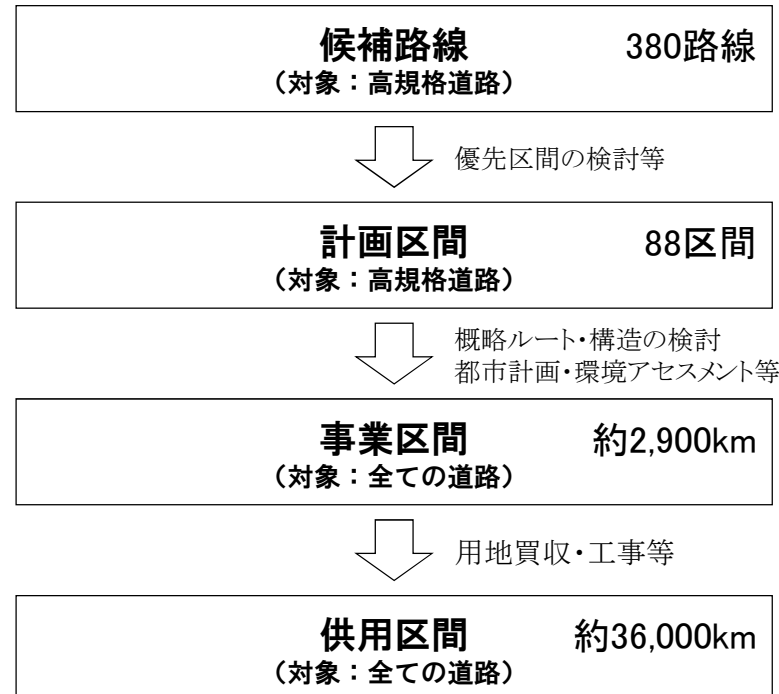 候補路線 380路線
（対象：高規格道路）
優先区間の検討等
計画区間 88区間
（対象：高規格道路）
概略ルート・構造の検討
都市計画・環境アセスメント等
事業区間 約2,900km
（対象：全ての道路）
用地買収・工事等
供用区間 約36,000km
（対象：全ての道路）